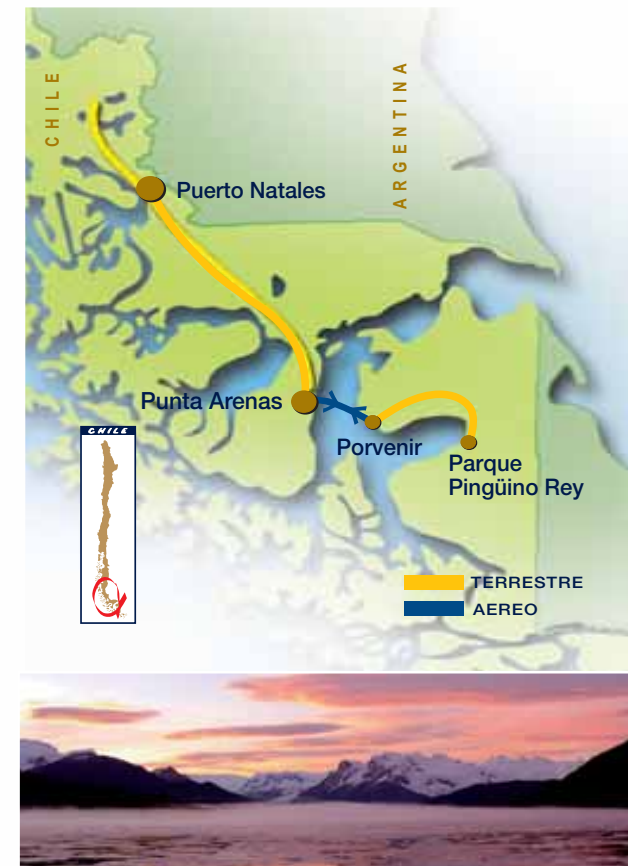 CHILE
ARGENTINA
Puerto Natales
Punta Arenas
Porvenir
Parque
Pingüino Rey
CHILE
TERRESTRE
AEREO